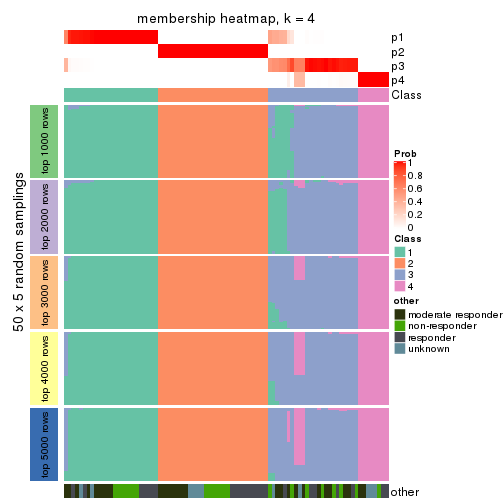 membership heatmap, k = 4
p1
p2
p3
p4
Class
50 x 5 random samplings
top 1000 rows
top 2000 rows
top 3000 rows
top 4000 rows
top 5000 rows
other
Prob
1
0.8
0.6
0.4
0.2
0
Class
1
2
3
4
other
moderate responder
non-responder
responder
unknown